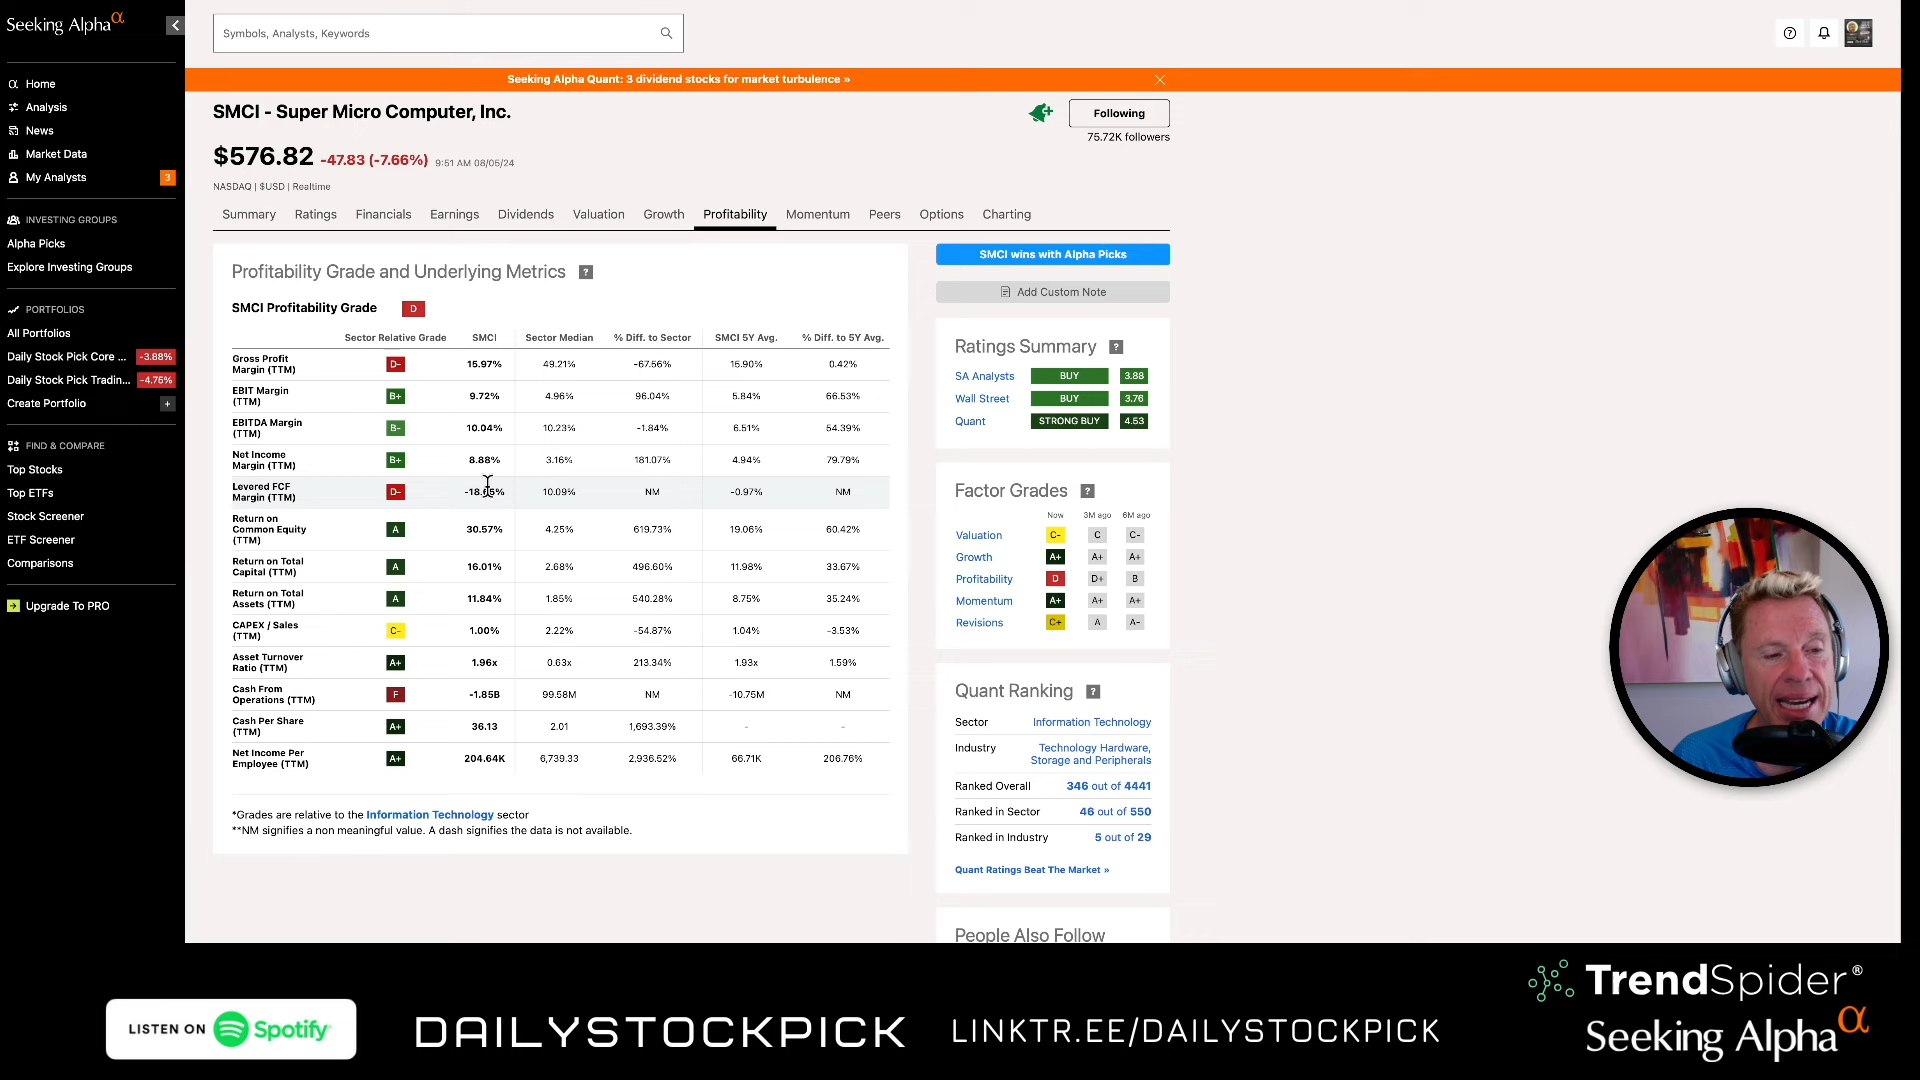 Seeking Alpha α
Symbols, Analysts, Keywords
Home
Analysis
News
Market Data
My Analysts 3
INVESTING GROUPS
Alpha Picks
Explore Investing Groups
PORTFOLIOS
All Portfolios
Daily Stock Pick Core ... -3.88%
Daily Stock Pick Tradin... -4.76%
Create Portfolio +
FIND & COMPARE
Top Stocks
Top ETFs
Stock Screener
ETF Screener
Comparisons
Upgrade To PRO
Seeking Alpha Quant: 3 dividend stocks for market turbulence »
SMCI - Super Micro Computer, Inc.
Following
75.72K followers
$576.82 -47.83 (-7.66%) 9:51 AM 08/05/24
NASDAQ | $USD | Realtime
Summary Ratings Financials Earnings Dividends Valuation Growth Profitability Momentum Peers Options Charting
Profitability Grade and Underlying Metrics ?
SMCI Profitability Grade D
Sector Relative Grade SMCI Sector Median % Diff. to Sector SMCI 5Y Avg. % Diff. to 5Y Avg.
Gross Profit
Margin (TTM) D- 15.97% 49.21% -67.56% 15.90% 0.42%
EBIT Margin
(TTM) B+ 9.72% 4.96% 96.04% 5.84% 66.53%
EBITDA Margin
(TTM) B- 10.04% 10.23% -1.84% 6.51% 54.39%
Net Income
Margin (TTM) B+ 8.88% 3.16% 181.07% 4.94% 79.79%
Levered FCF
Margin (TTM) D- 10.09% NM -0.97% NM
Return on
Common Equity
(TTM) A 30.57% 4.25% 619.73% 19.06% 60.42%
Return on Total
Capital (TTM) A 16.01% 2.68% 496.60% 11.98% 33.67%
Return on Total
Assets (TTM) A 11.84% 1.85% 540.28% 8.75% 35.24%
CAPEX / Sales
(TTM) C- 1.00% 2.22% -54.87% 1.04% -3.53%
Asset Turnover
Ratio (TTM) A+ 1.96x 0.63x 213.34% 1.93x 1.59%
Cash From
Operations (TTM) F -1.85B 99.58M NM -10.75M NM
Cash Per Share
(TTM) A+ 36.13 2.01 1,693.39% - -
Net Income Per
Employee (TTM) A+ 204.64K 6,739.33 2,936.52% 66.71K 206.76%
*Grades are relative to the Information Technology sector
**NM signifies a non meaningful value. A dash signifies the data is not available.
SMCI wins with Alpha Picks
Add Custom Note
Ratings Summary ?
SA Analysts BUY 3.88
Wall Street BUY 3.76
Quant STRONG BUY 4.53
Factor Grades ?
Now 3M ago 6M ago
Valuation C- C C-
Growth A+ A+ A+
Profitability D D+ B
Momentum A+ A+ A+
Revisions C+ A A-
Quant Ranking ?
Sector Information Technology
Industry Technology Hardware,
Storage and Peripherals
Ranked Overall 346 out of 4441
Ranked in Sector 46 out of 550
Ranked in Industry 5 out of 29
Quant Ratings Beat The Market »
People Also Follow
LISTEN ON Spotify
DAILYSTOCKPICK
LINKTR.EE/DAILYSTOCKPICK
TrendSpider®
Seeking Alpha α